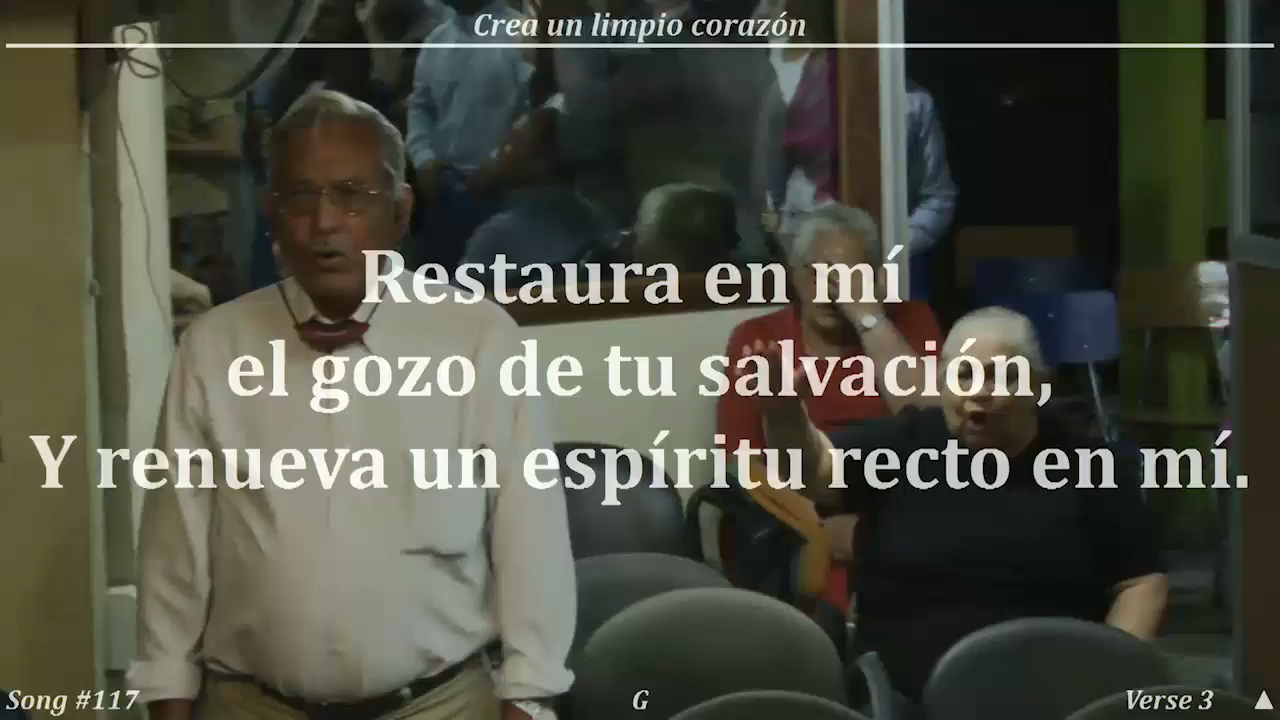 Crea un limpio corazón
Restaura en mí
el gozo de tu salvación,
Y renueva un espíritu recto en mí.
Song #117
G
Verse 3 ▲